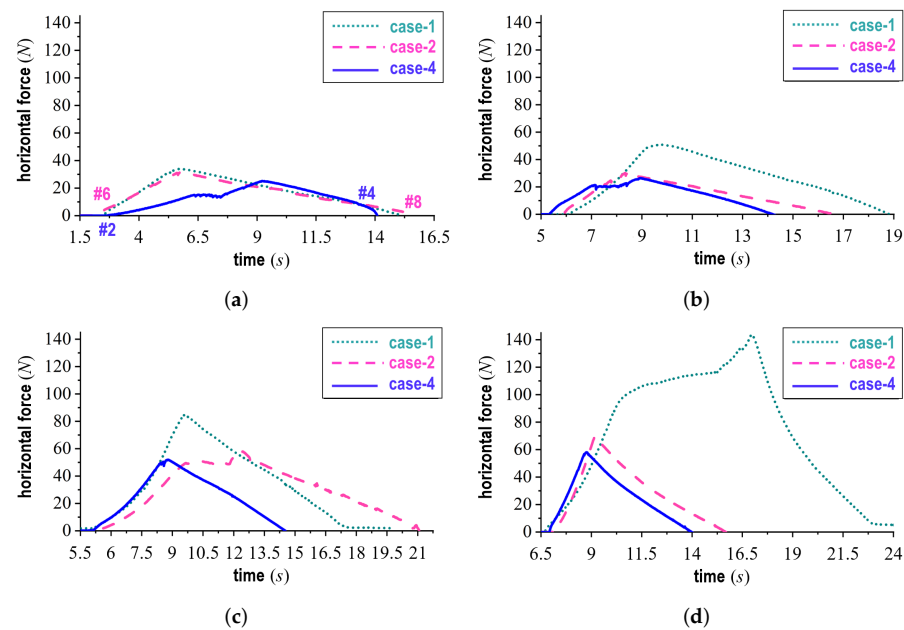 case-1
case-2
case-4
horizontal force (N)
140
120
100
80
60
40
20
0
#6
#2
#4
#8
1.5 4 6.5 9 11.5 14 16.5
time (s)
(a)
case-1
case-2
case-4
horizontal force (N)
140
120
100
80
60
40
20
0
5 7 9 11 13 15 17 19
time (s)
(b)
case-1
case-2
case-4
horizontal force (N)
140
120
100
80
60
40
20
0
5.5 6 7.5 9 10.5 12 13.5 15 16.5 18 19.5 21
time (s)
(c)
case-1
case-2
case-4
horizontal force (N)
140
120
100
80
60
40
20
0
6.5 9 11.5 14 16.5 19 21.5 24
time (s)
(d)